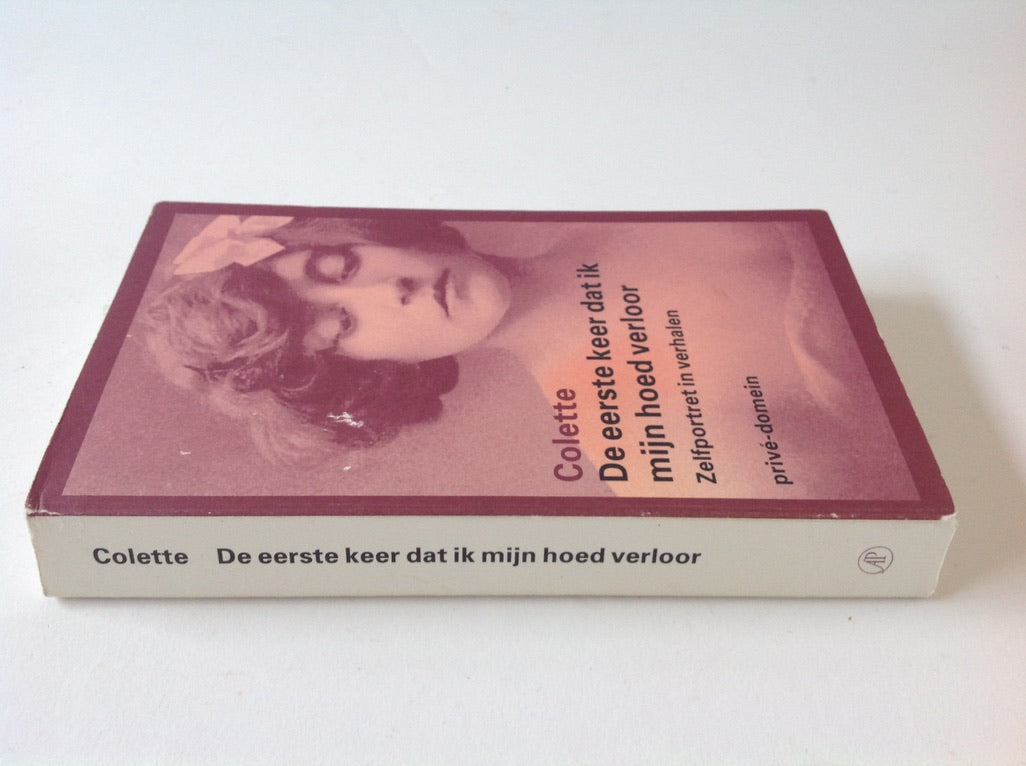 Colette
De eerste keer dat ik
mijn hoed verloor
Zelfportret in verhalen
privé-domein
Colette De eerste keer dat ik mijn hoed verloor
AP